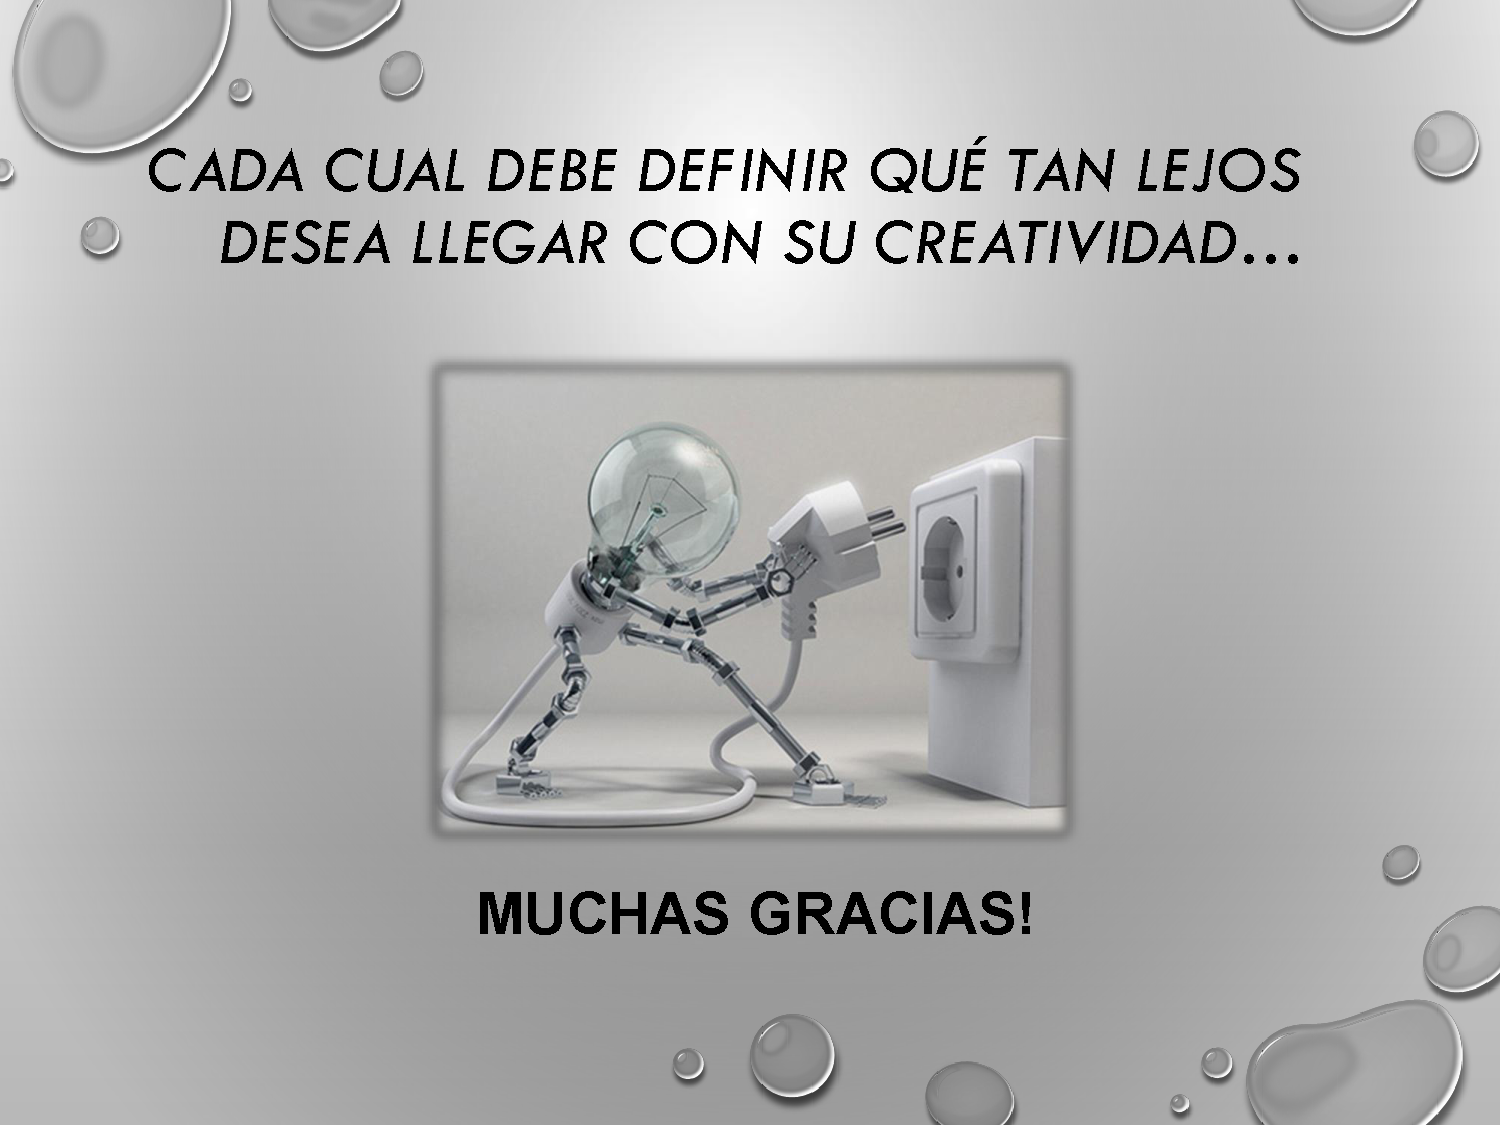 CADA CUAL DEBE DEFINIR QUÉ TAN LEJOS
DESEA LLEGAR CON SU CREATIVIDAD…
MUCHAS GRACIAS!